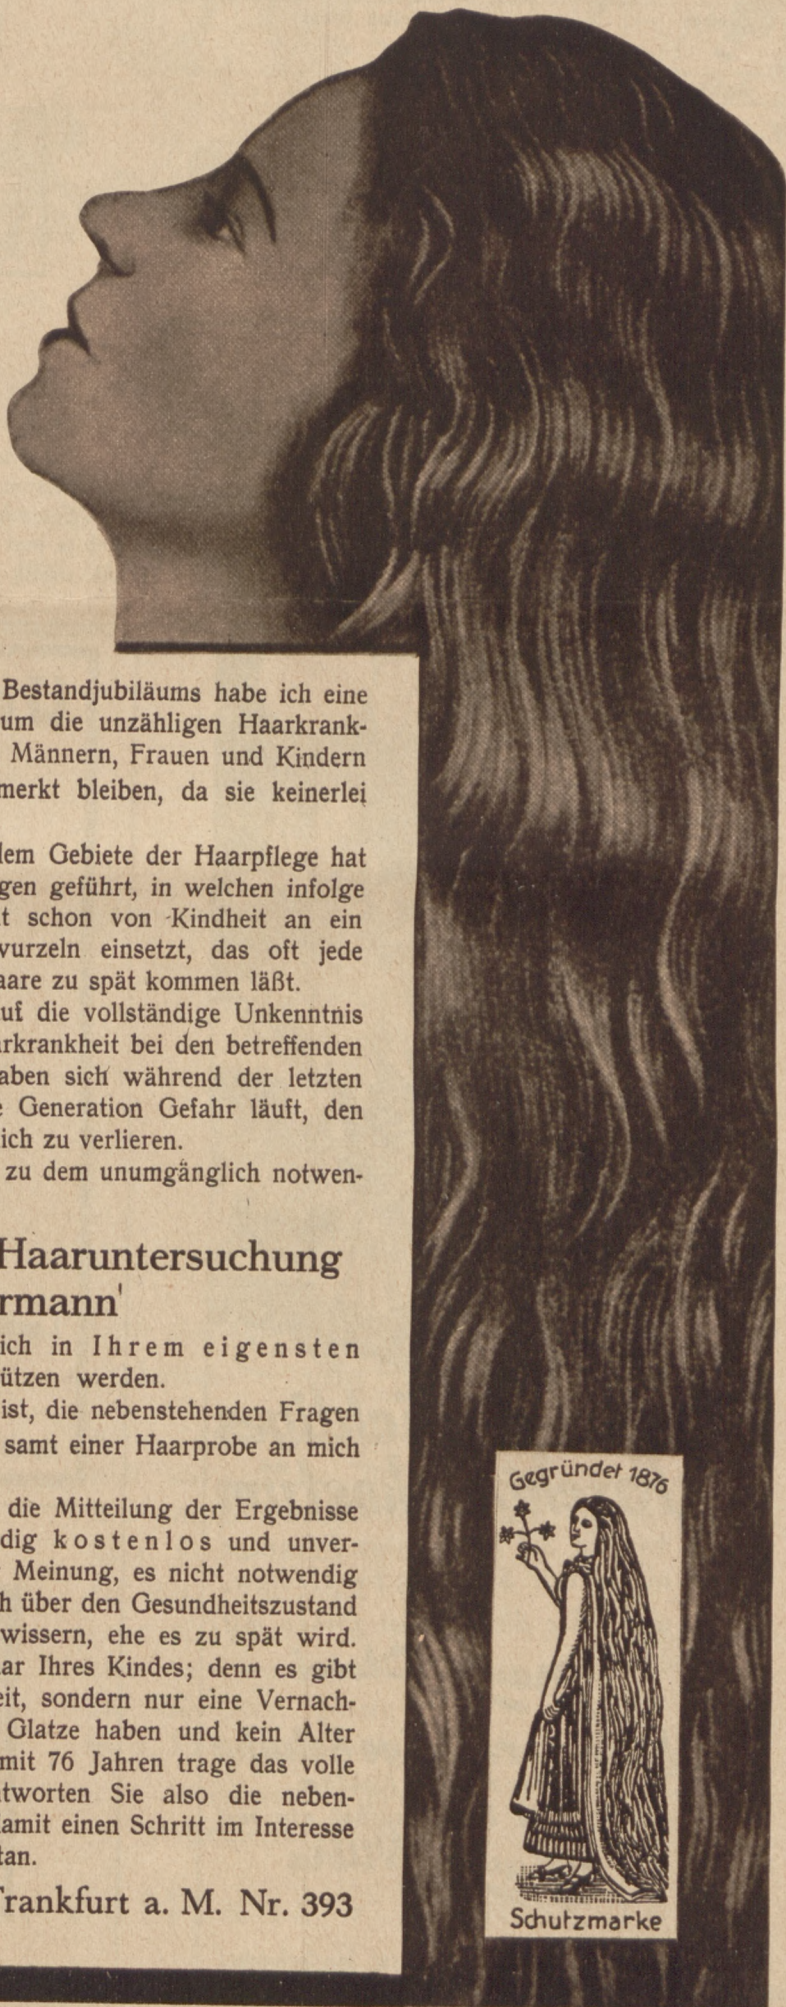 Bestandjubiläums habe ich eine
um die unzähligen Haarkrank-
Männern, Frauen und Kindern
merkt bleiben, da sie keinerlei
lem Gebiete der Haarpflege hat
gen geführt, in welchen infolge
t schon von Kindheit an ein
wurzeln einsetzt, das oft jede
aare zu spät kommen läßt.
uf die vollständige Unkenntnis
arkrankheit bei den betreffenden
aben sich während der letzten
e Generation Gefahr läuft, den
ich zu verlieren.
zu dem unumgänglich notwen-
Haaruntersuchung
rmann'
ich in Ihrem eigensten
ützen werden.
ist, die nebenstehenden Fragen
samt einer Haarprobe an mich
die Mitteilung der Ergebnisse
dig kostenlos und unver-
Meinung, es nicht notwendig
h über den Gesundheitszustand
wissern, ehe es zu spät wird.
ar Ihres Kindes; denn es gibt
eit, sondern nur eine Vernach-
Glatze haben und kein Alter
mit 76 Jahren trage das volle
tworten Sie also die neben-
amit einen Schritt im Interesse
tan.
Frankfurt a. M. Nr. 393
Gegründet 1876
Schutzmarke